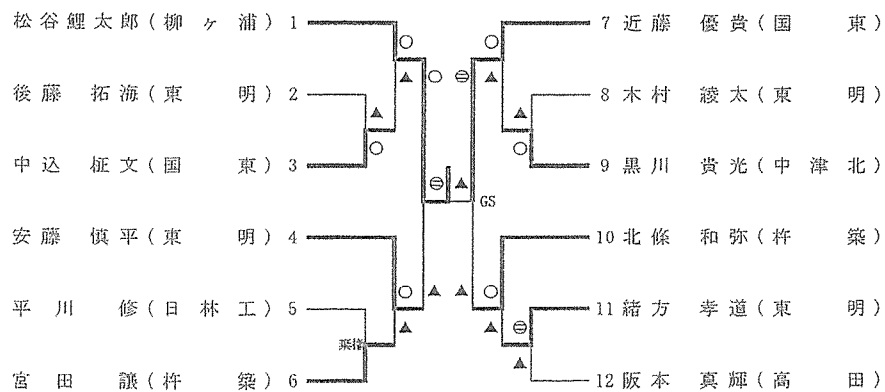 松谷鯉太郎(柳ヶ浦) 1
後藤拓海(東明) 2
中込柾文(国東) 3
安藤慎平(東明) 4
平川修(日林工) 5
宮田譲(杵築) 6
棄権
GS
7 近藤優貴(国東)
8 木村綾太(東明)
9 黒川貴光(中津北)
10 北條和弥(杵築)
11 緒方孝道(東明)
12 阪本真輝(高田)